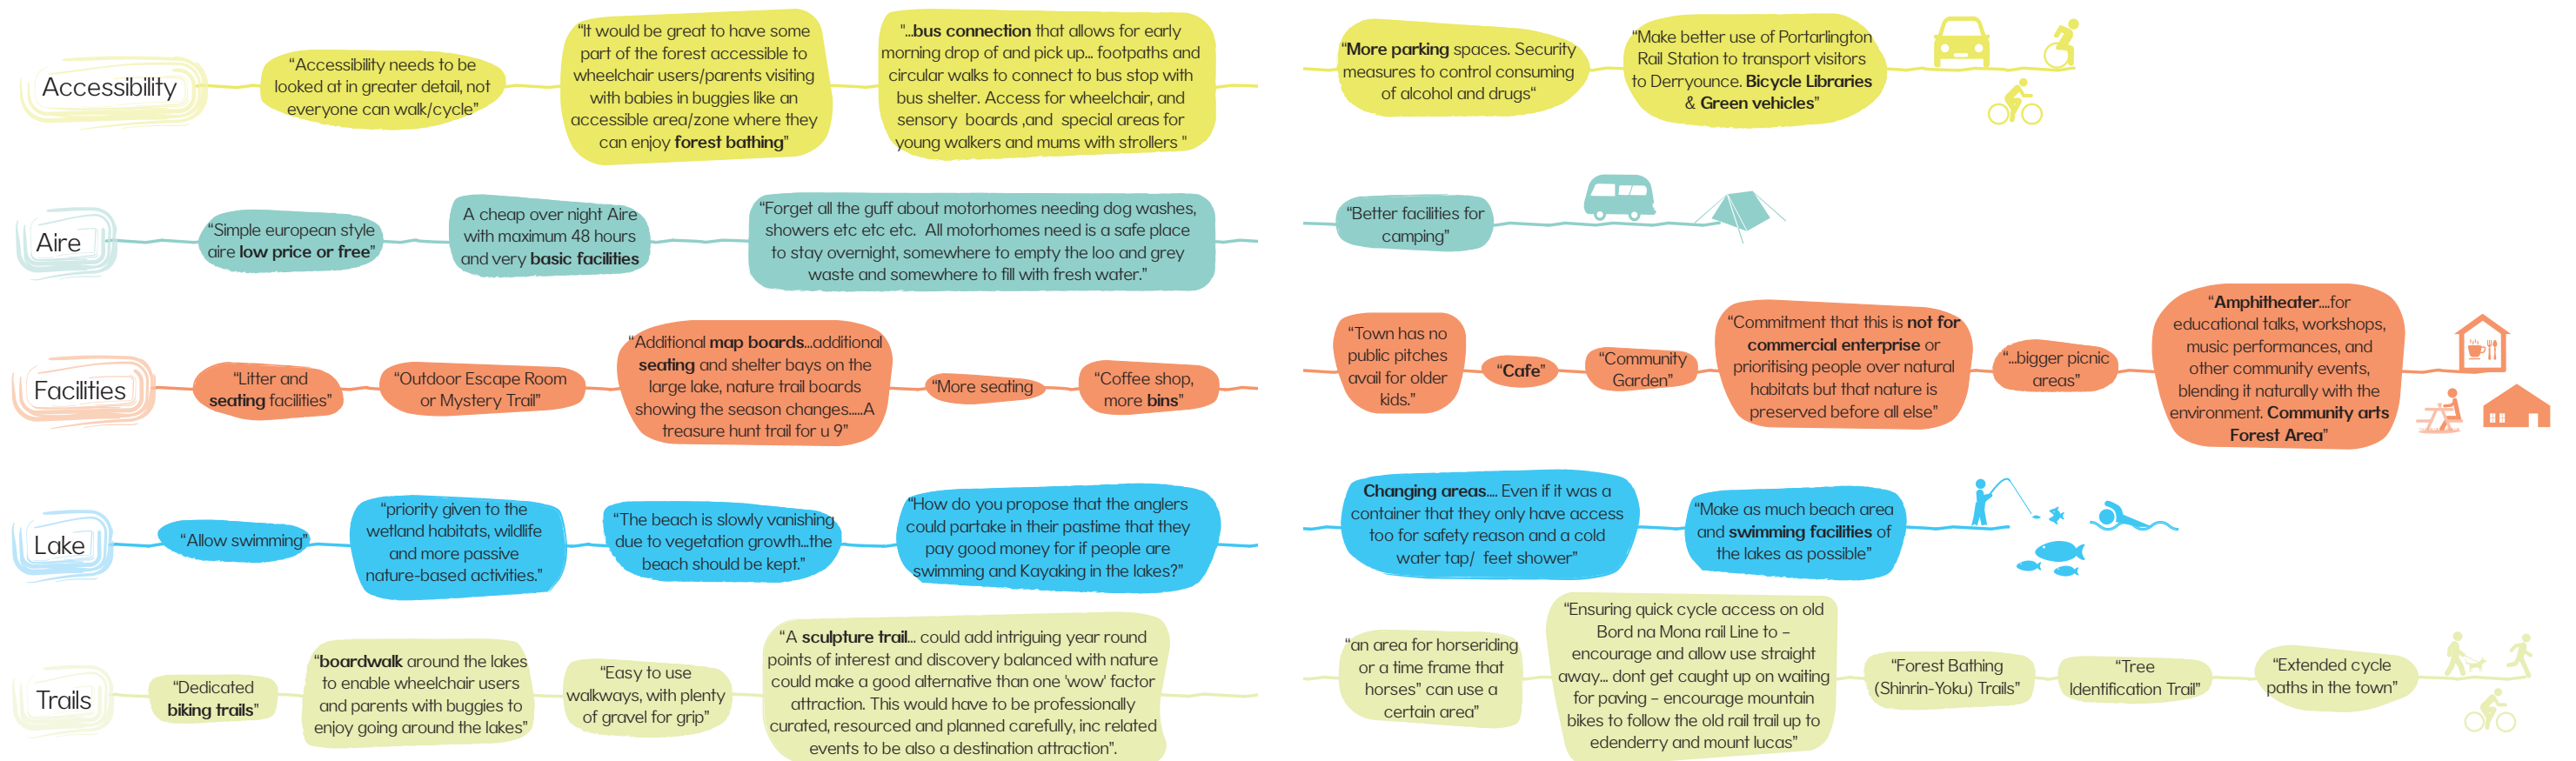 Accessibility
“Accessibility needs to be
looked at in greater detail, not
everyone can walk/cycle”
“It would be great to have some
part of the forest accessible to
wheelchair users/parents visiting
with babies in buggies like an
accessible area/zone where they
can enjoy forest bathing”
"...bus connection that allows for early
morning drop of and pick up... footpaths and
circular walks to connect to bus stop with
bus shelter. Access for wheelchair, and
sensory  boards ,and  special areas for
young walkers and mums with strollers "
“More parking spaces. Security
measures to control consuming
of alcohol and drugs“
“Make better use of Portarlington
Rail Station to transport visitors
to Derryounce. Bicycle Libraries
& Green vehicles”
Aire
“Simple european style
aire low price or free”
A cheap over night Aire
with maximum 48 hours
and very basic facilities
“Forget all the guff about motorhomes needing dog washes,
showers etc etc etc.  All motorhomes need is a safe place
to stay overnight, somewhere to empty the loo and grey
waste and somewhere to fill with fresh water.”
“Better facilities for
camping”
Facilities
“Litter and
seating facilities”
“Outdoor Escape Room
or Mystery Trail”
“Additional map boards...additional
seating and shelter bays on the
large lake, nature trail boards
showing the season changes.....A
treasure hunt trail for u 9”
“More seating
“Coffee shop,
more bins”
“Town has no
public pitches
avail for older
kids.”
“Cafe”
“Community
Garden”
“Commitment that this is not for
commercial enterprise or
prioritising people over natural
habitats but that nature is
preserved before all else”
“...bigger picnic
areas”
“Amphitheater....for
educational talks, workshops,
music performances, and
other community events,
blending it naturally with the
environment. Community arts
Forest Area”
Lake
“Allow swimming”
“priority given to the
wetland habitats, wildlife
and more passive
nature-based activities.”
“The beach is slowly vanishing
due to vegetation growth...the
beach should be kept.”
“How do you propose that the anglers
could partake in their pastime that they
pay good money for if people are
swimming and Kayaking in the lakes?”
Changing areas.... Even if it was a
container that they only have access
too for safety reason and a cold
water tap/  feet shower”
“Make as much beach area
and swimming facilities of
the lakes as possible”
Trails
“Dedicated
biking trails”
“boardwalk around the lakes
to enable wheelchair users
and parents with buggies to
enjoy going around the lakes”
“Easy to use
walkways, with plenty
of gravel for grip”
“A sculpture trail... could add intriguing year round
points of interest and discovery balanced with nature
could make a good alternative than one 'wow' factor
attraction. This would have to be professionally
curated, resourced and planned carefully, inc related
events to be also a destination attraction”.
“an area for horseriding
or a time frame that
horses” can use a
certain area”
“Ensuring quick cycle access on old
Bord na Mona rail Line to –
encourage and allow use straight
away... dont get caught up on waiting
for paving – encourage mountain
bikes to follow the old rail trail up to
edenderry and mount lucas”
“Forest Bathing
(Shinrin-Yoku) Trails”
“Tree
Identification Trail”
“Extended cycle
paths in the town”